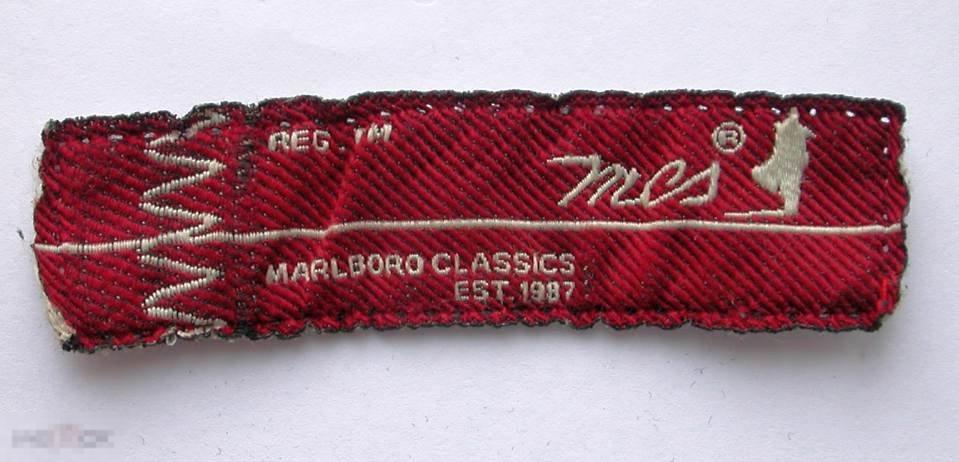 REG. TM
mcs®
MARLBORO CLASSICS
EST. 1987